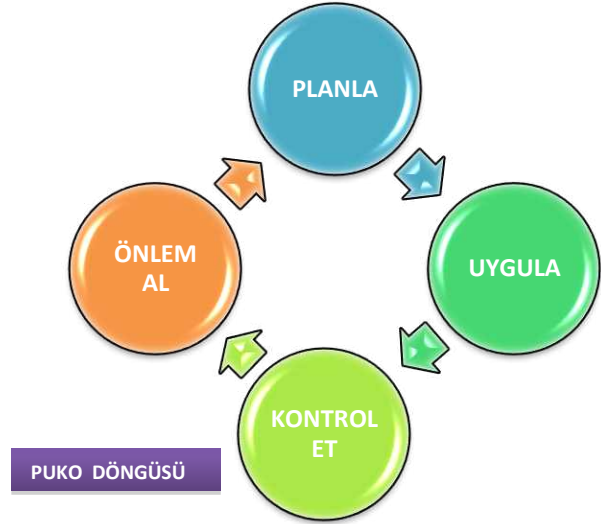 PLANLA
UYGULA
KONTROL
ET
ÖNLEM
AL
PUKO DÖNGÜSÜ